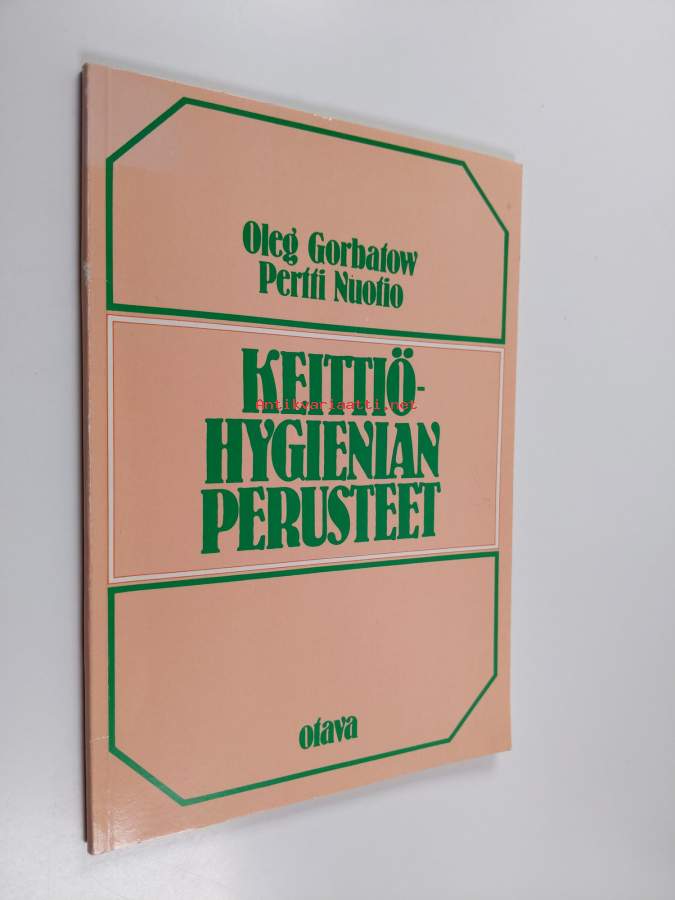 Oleg Gorbatow
Pertti Nuotio
KEITTIÖ-
Antikvariaatti.net
HYGIENIAN
PERUSTEET
otava